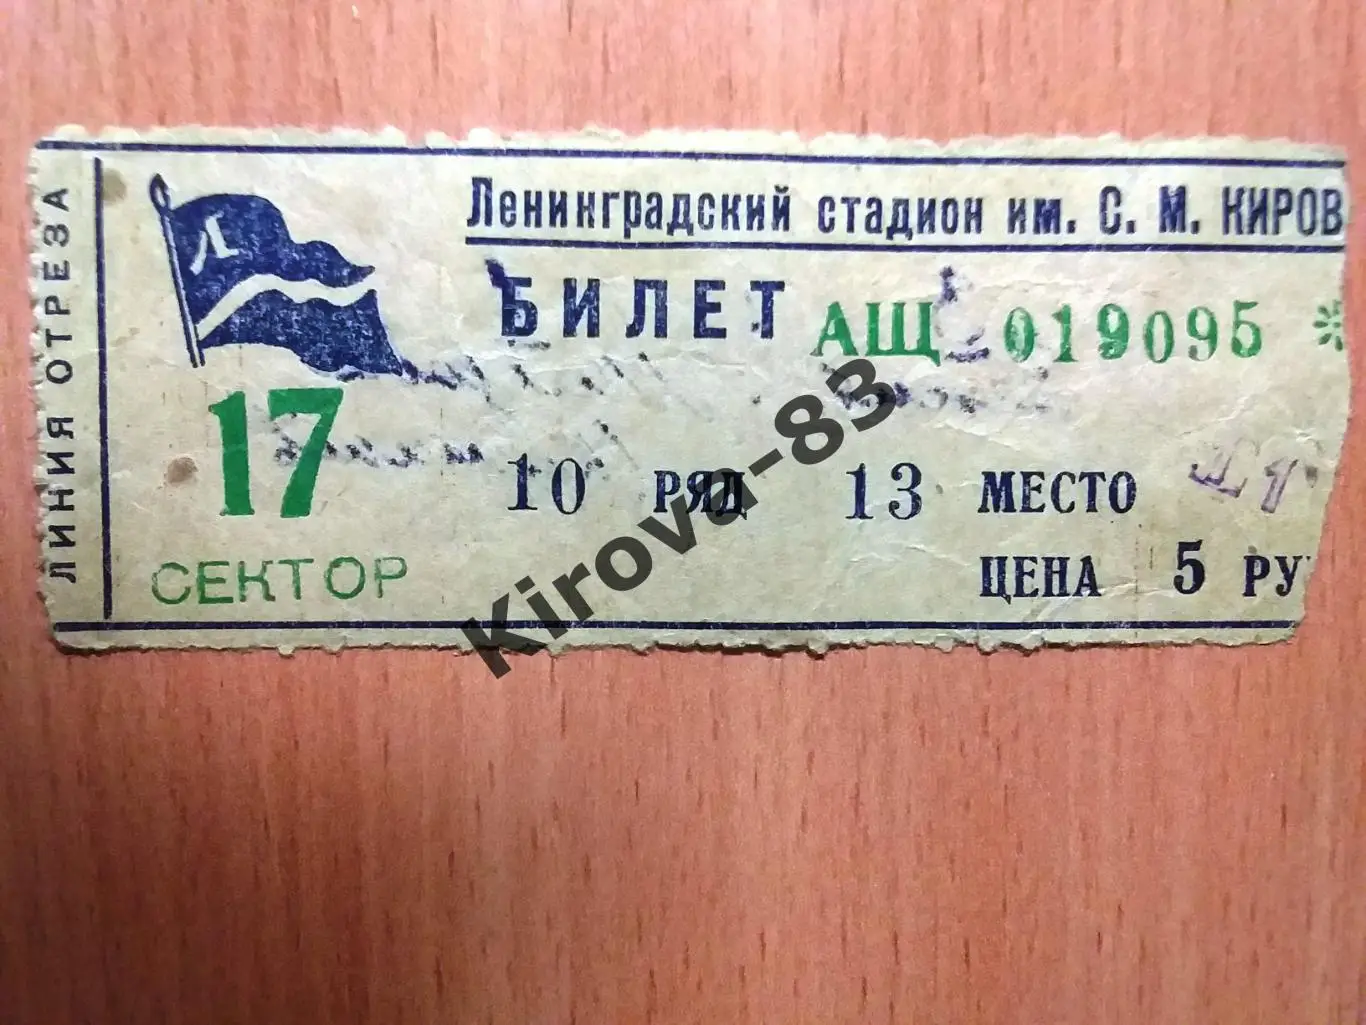 ЛИНИЯ ОТРЕЗА
Л
Ленинградский стадион им. С. М. КИРОВ
БИЛЕТ АЩ 019095 *
17
СЕКТОР
10 РЯД 13 МЕСТО
ЦЕНА 5 РУ
Kirova-83